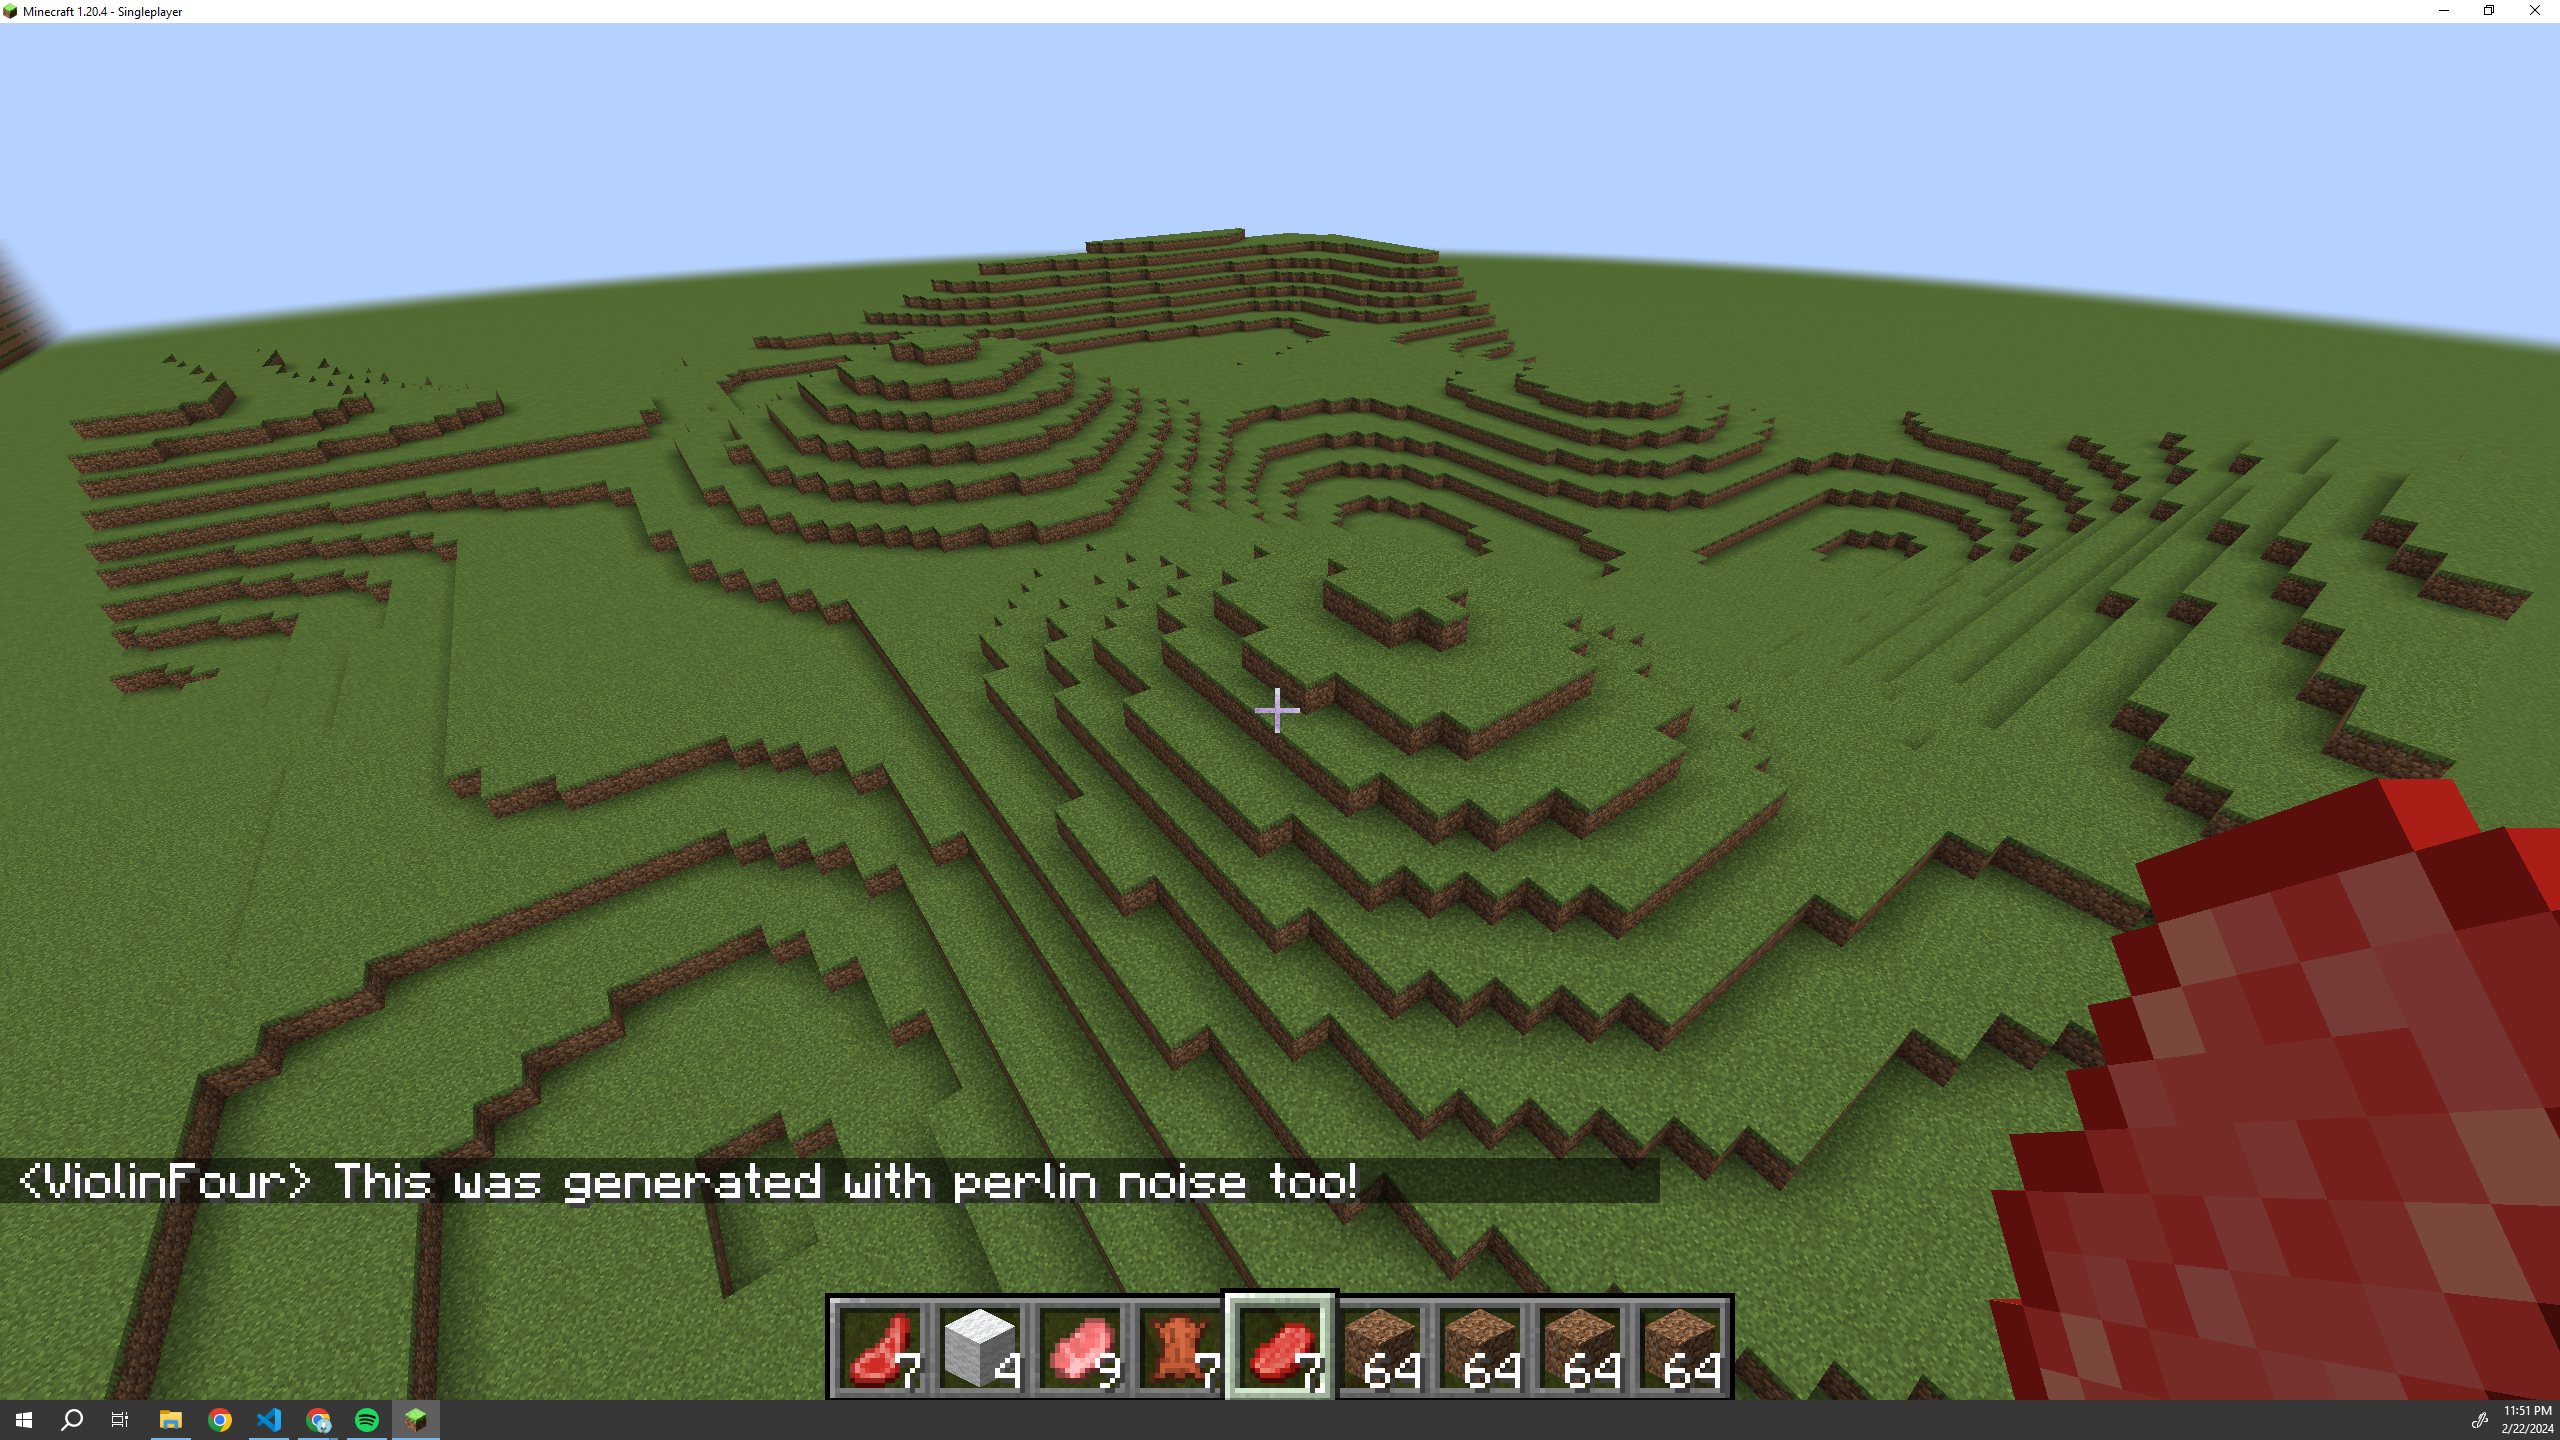 Minecraft 1.20.4 - Singleplayer
<ViolinFour> This was generated with perlin noise too!
7 4 9 7 7 64 64 64 64
11:51 PM
2/22/2024